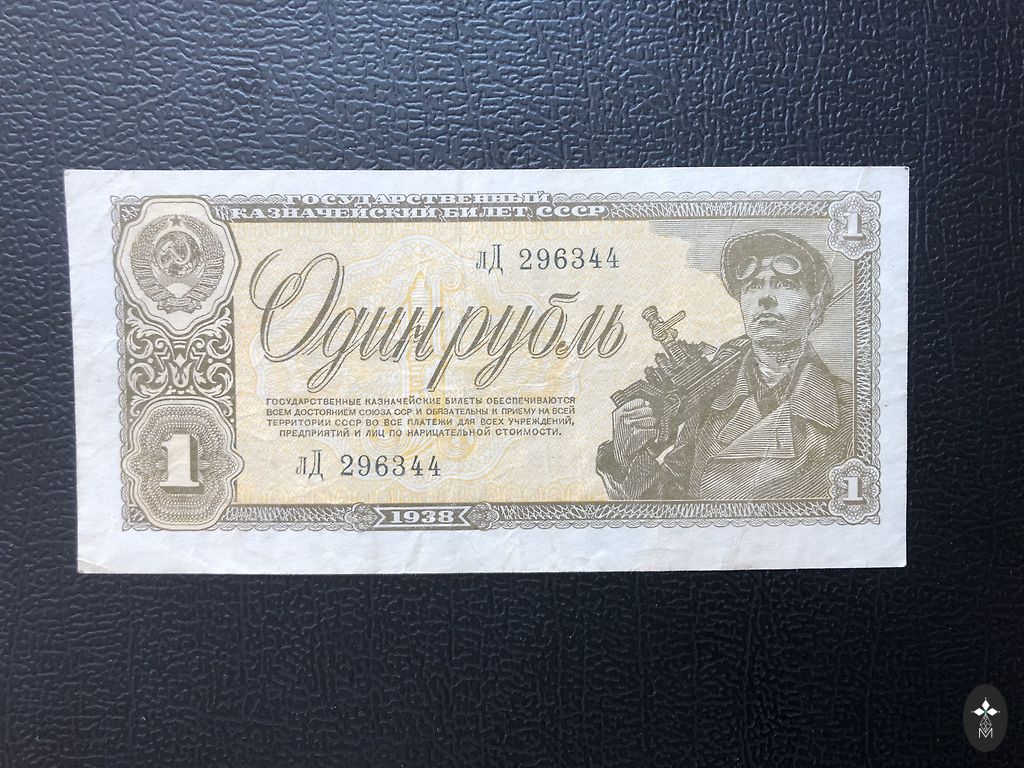 ГОСУДАРСТВЕННЫЙ
КАЗНАЧЕЙСКИЙ БИЛЕТ СССР
1
лД 296344
Один рубль
ГОСУДАРСТВЕННЫЕ КАЗНАЧЕЙСКИЕ БИЛЕТЫ ОБЕСПЕЧИВАЮТСЯ
ВСЕМ ДОСТОЯНИЕМ СОЮЗА ССР И ОБЯЗАТЕЛЬНЫ К ПРИЕМУ НА ВСЕЙ
ТЕРРИТОРИИ СССР ВО ВСЕ ПЛАТЕЖИ ДЛЯ ВСЕХ УЧРЕЖДЕНИЙ,
ПРЕДПРИЯТИЙ И ЛИЦ ПО НАРИЦАТЕЛЬНОЙ СТОИМОСТИ.
лД 296344
1
1
1938
M